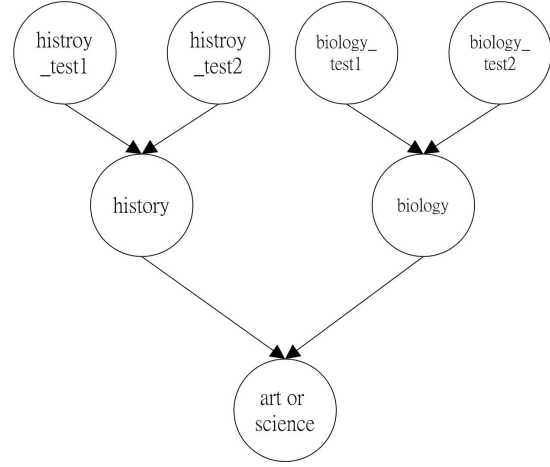 histroy
_test1
histroy
_test2
biology_
test1
biology_
test2
history
biology
art or
science